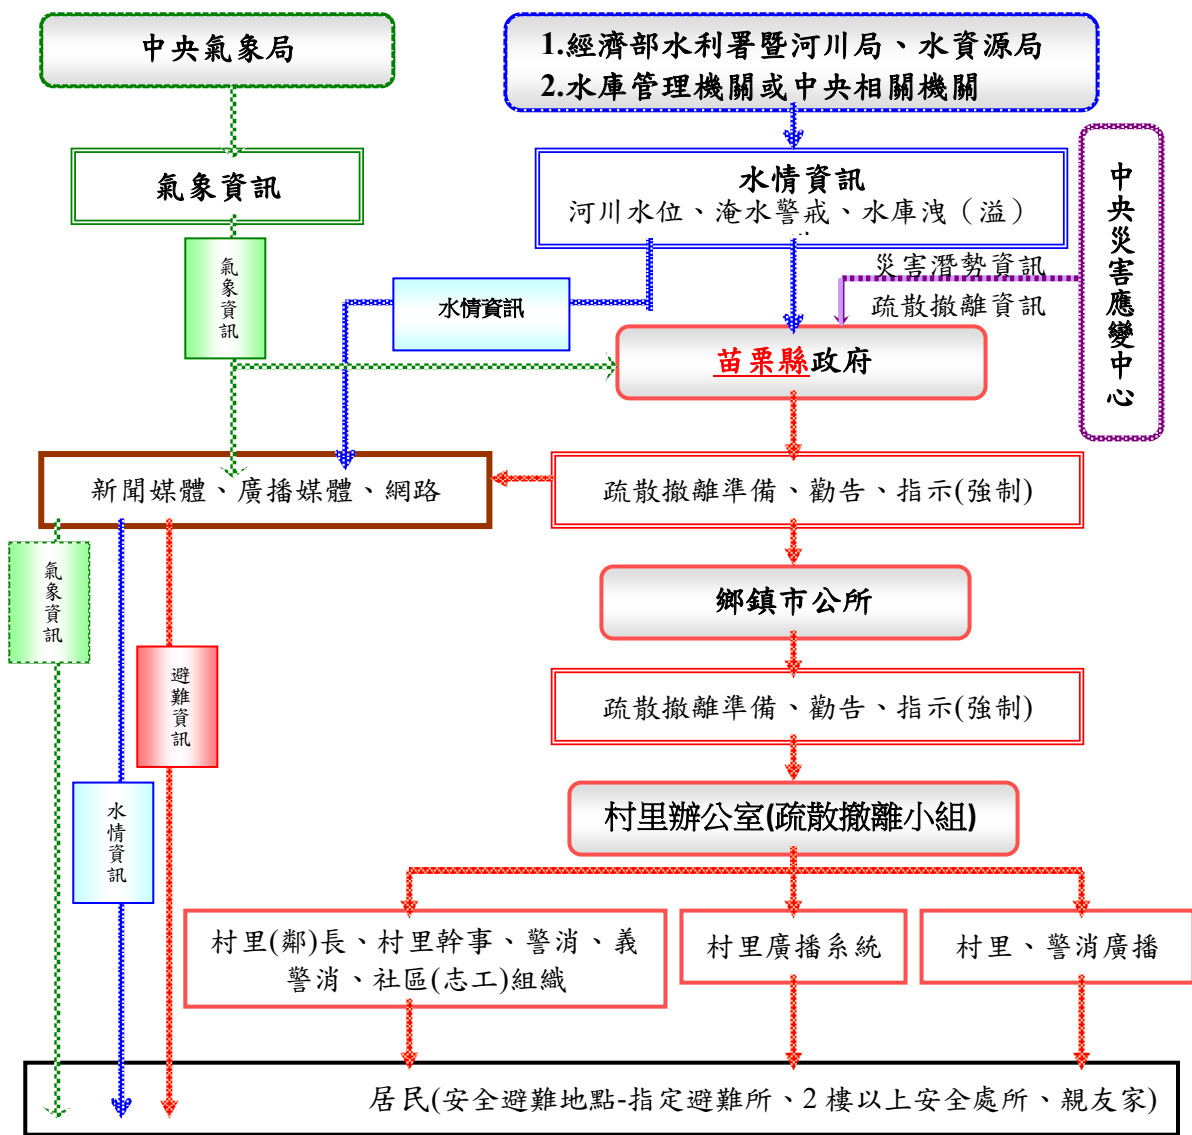 中央氣象局
1.經濟部水利署暨河川局、水資源局
2.水庫管理機關或中央相關機關
氣象資訊
水情資訊
河川水位、淹水警戒、水庫洩（溢）
中央災害應變中心
災害潛勢資訊
疏散撤離資訊
氣象資訊
水情資訊
苗栗縣政府
新聞媒體、廣播媒體、網路
疏散撤離準備、勸告、指示(強制)
鄉鎮市公所
氣象資訊
避難資訊
水情資訊
疏散撤離準備、勸告、指示(強制)
村里辦公室(疏散撤離小組)
村里(鄰)長、村里幹事、警消、義
警消、社區(志工)組織
村里廣播系統
村里、警消廣播
居民(安全避難地點-指定避難所、2 樓以上安全處所、親友家)